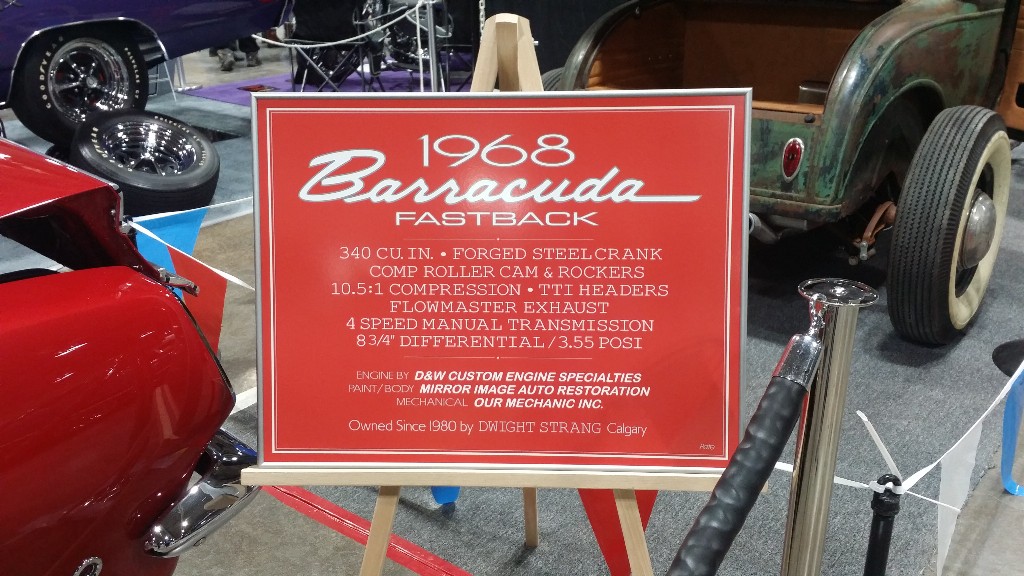 1968
Barracuda
FASTBACK
340 CU. IN. • FORGED STEEL CRANK
COMP ROLLER CAM & ROCKERS
10.5:1 COMPRESSION • TTI HEADERS
FLOWMASTER EXHAUST
4 SPEED MANUAL TRANSMISSION
8 3/4" DIFFERENTIAL / 3.55 POSI
ENGINE BY D&W CUSTOM ENGINE SPECIALTIES
PAINT/BODY MIRROR IMAGE AUTO RESTORATION
MECHANICAL OUR MECHANIC INC.
Owned Since 1980 by DWIGHT STRANG Calgary